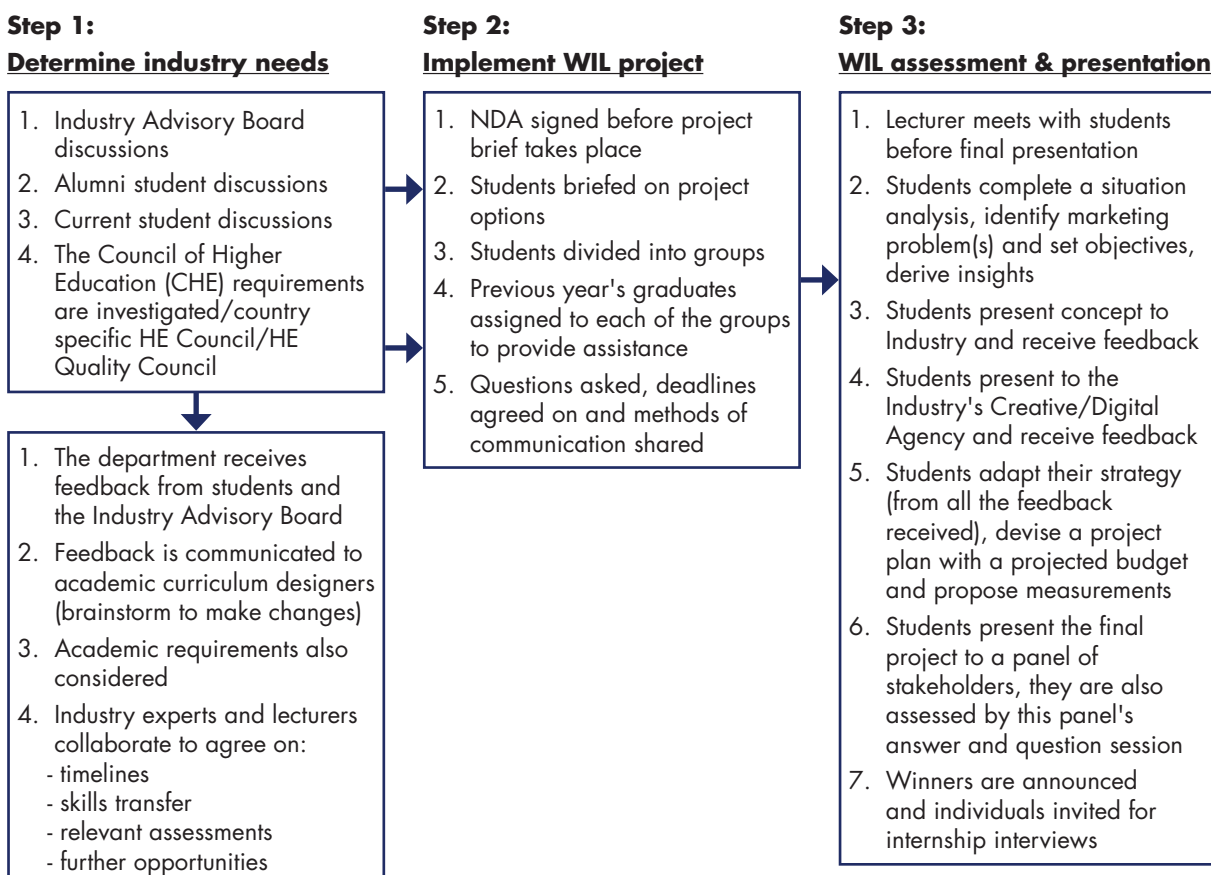 Step 1:
Determine industry needs
1. Industry Advisory Board
discussions
2. Alumni student discussions
3. Current student discussions
4. The Council of Higher
Education (CHE) requirements
are investigated/country
specific HE Council/HE
Quality Council
1. The department receives
feedback from students and
the Industry Advisory Board
2. Feedback is communicated to
academic curriculum designers
(brainstorm to make changes)
3. Academic requirements also
considered
4. Industry experts and lecturers
collaborate to agree on:
- timelines
- skills transfer
- relevant assessments
- further opportunities
Step 2:
Implement WIL project
1. NDA signed before project
brief takes place
2. Students briefed on project
options
3. Students divided into groups
4. Previous year's graduates
assigned to each of the groups
to provide assistance
5. Questions asked, deadlines
agreed on and methods of
communication shared
Step 3:
WIL assessment & presentation
1. Lecturer meets with students
before final presentation
2. Students complete a situation
analysis, identify marketing
problem(s) and set objectives,
derive insights
3. Students present concept to
Industry and receive feedback
4. Students present to the
Industry's Creative/Digital
Agency and receive feedback
5. Students adapt their strategy
(from all the feedback
received), devise a project
plan with a projected budget
and propose measurements
6. Students present the final
project to a panel of
stakeholders, they are also
assessed by this panel's
answer and question session
7. Winners are announced
and individuals invited for
internship interviews